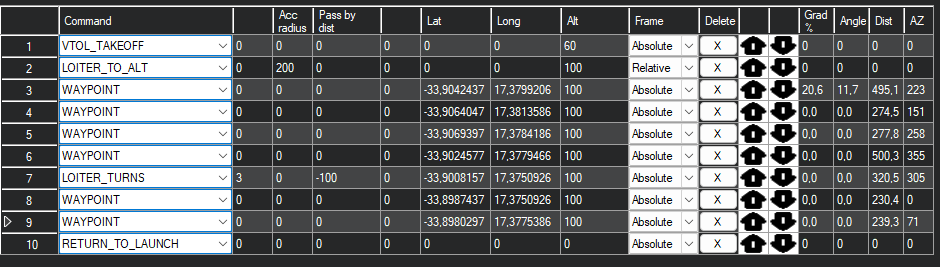 Command Acc radius Pass by dist Lat Long Alt Frame Delete Grad % Angle Dist AZ
1 VTOL_TAKEOFF 0 0 0 0 0 0 60 Absolute X 0 0 0 0
2 LOITER_TO_ALT 0 200 0 0 0 0 100 Relative X 0 0 0 0
3 WAYPOINT 0 0 0 0 -33,9042437 17,3799206 100 Absolute X 20,6 11,7 495,1 223
4 WAYPOINT 0 0 0 0 -33,9064047 17,3813586 100 Absolute X 0,0 0,0 274,5 151
5 WAYPOINT 0 0 0 0 -33,9069397 17,3784186 100 Absolute X 0,0 0,0 277,8 258
6 WAYPOINT 0 0 0 0 -33,9024577 17,3779466 100 Absolute X 0,0 0,0 500,3 355
7 LOITER_TURNS 3 0 -100 0 -33,9008157 17,3750926 100 Absolute X 0,0 0,0 320,5 305
8 WAYPOINT 0 0 0 0 -33,8987437 17,3750926 100 Absolute X 0,0 0,0 230,4 0
9 WAYPOINT 0 0 0 0 -33,8980297 17,3775386 100 Absolute X 0,0 0,0 239,3 71
10 RETURN_TO_LAUNCH 0 0 0 0 0 0 0 Absolute X 0 0 0 0